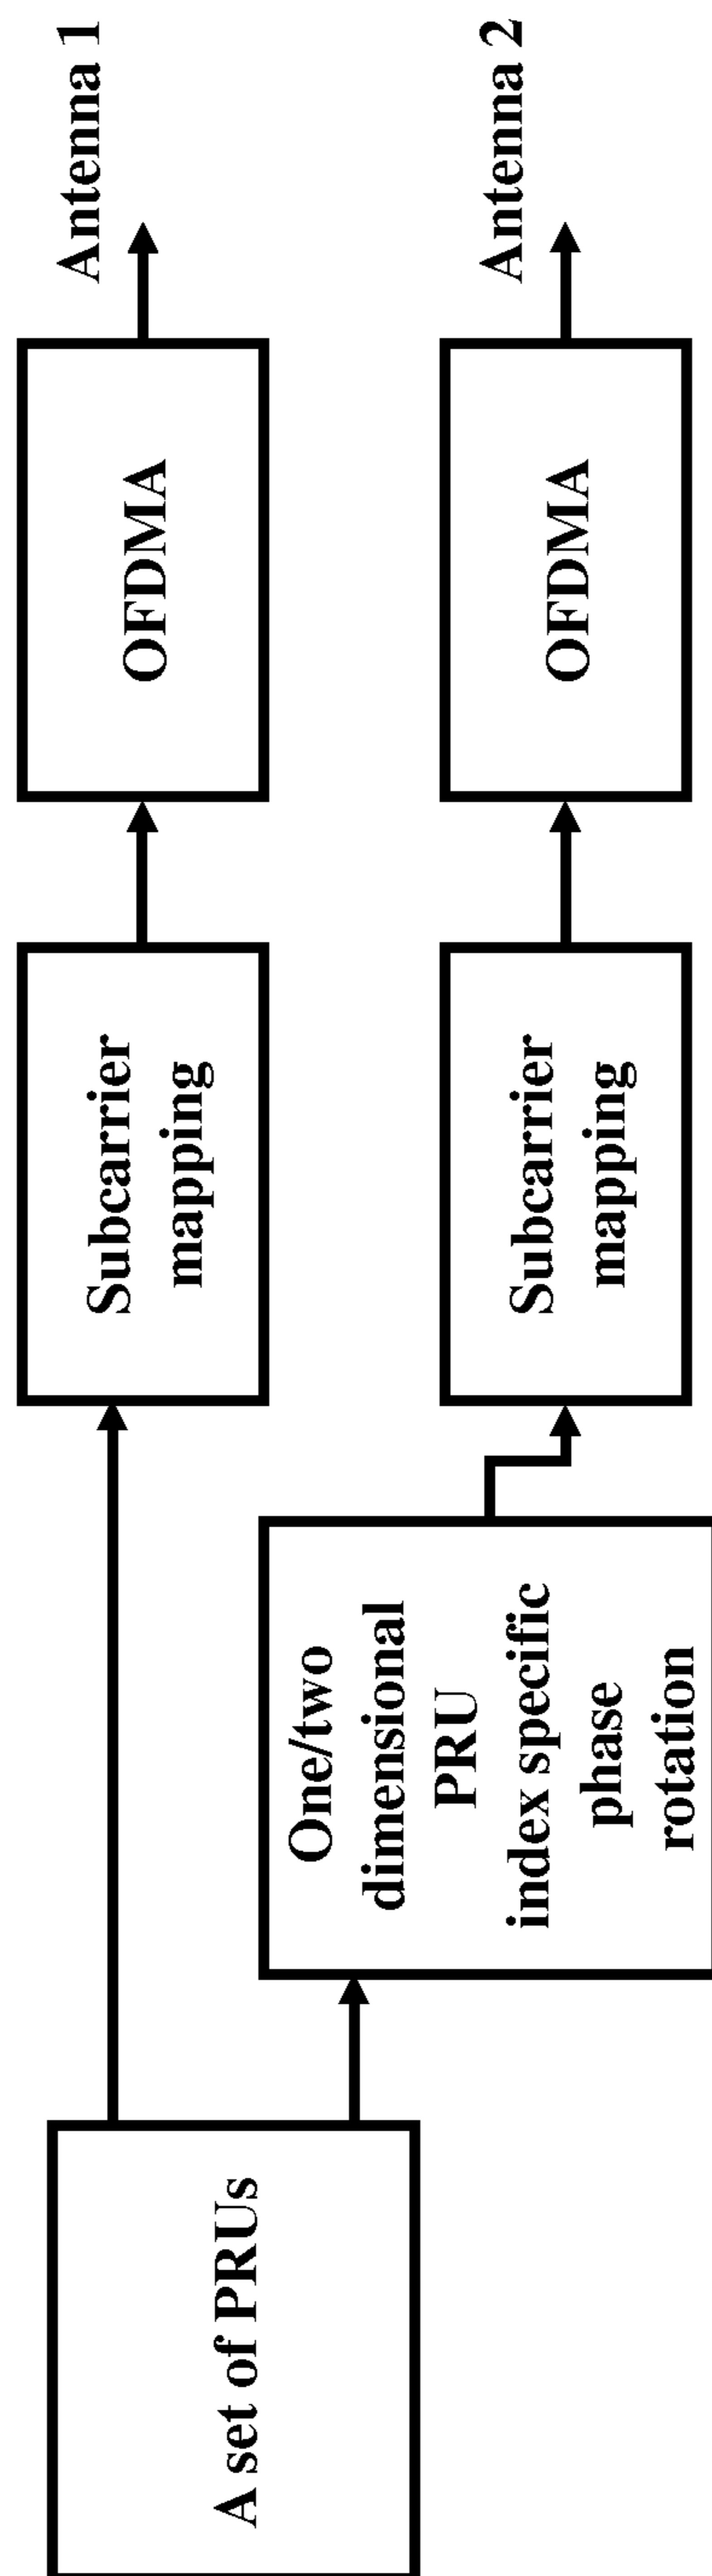 A set of PRUs
One/two
dimensional
PRU
index specific
phase
rotation
Subcarrier
mapping
OFDMA
Antenna 1
Subcarrier
mapping
OFDMA
Antenna 2